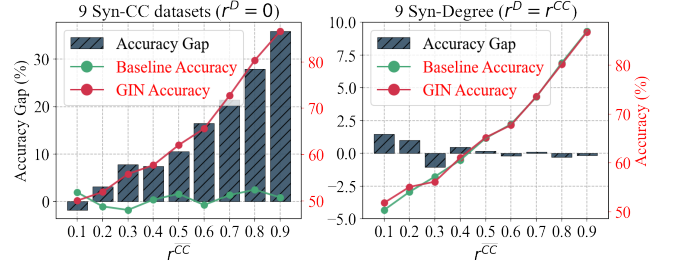 9 Syn-CC datasets (r^D = 0)
Accuracy Gap (%)
30
20
10
0
Accuracy Gap
Baseline Accuracy
GIN Accuracy
80
70
60
50
0.1 0.2 0.3 0.4 0.5 0.6 0.7 0.8 0.9
r^{\overline{CC}}
9 Syn-Degree (r^D = r^{CC})
10.0
7.5
5.0
2.5
0.0
−2.5
−5.0
Accuracy Gap
Baseline Accuracy
GIN Accuracy
80
70
60
50
Accuracy (%)
0.1 0.2 0.3 0.4 0.5 0.6 0.7 0.8 0.9
r^{\overline{CC}}